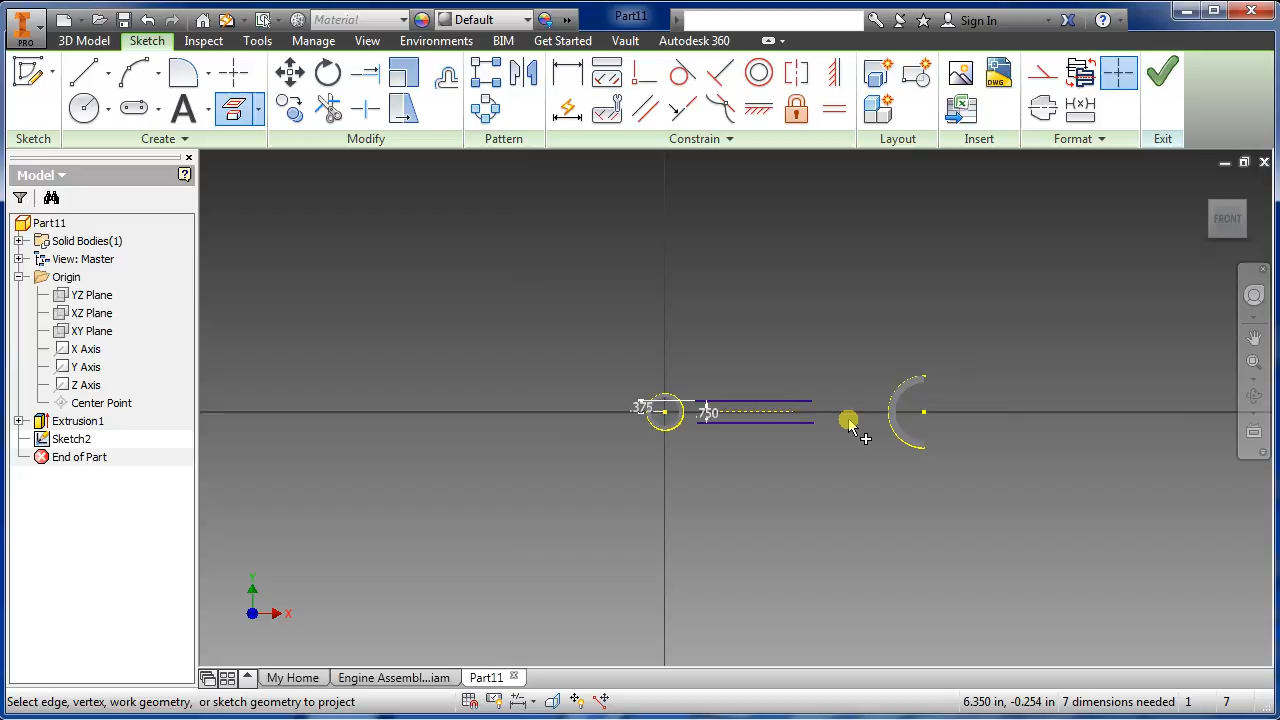 Material
Default
Part11
Sign In
PRO
3D Model
Sketch
Inspect
Tools
Manage
View
Environments
BIM
Get Started
Vault
Autodesk 360
DWG
Sketch
Create
Modify
Pattern
Constrain
Layout
Insert
Format
Exit
Model
Part11
Solid Bodies(1)
View: Master
Origin
YZ Plane
XZ Plane
XY Plane
X Axis
Y Axis
Z Axis
Center Point
Extrusion1
Sketch2
End of Part
FRONT
.375
.750
Y
X
My Home
Engine Assembl...iam
Part11
Select edge, vertex, work geometry, or sketch geometry to project
6.350 in, -0.254 in
7 dimensions needed
1
7